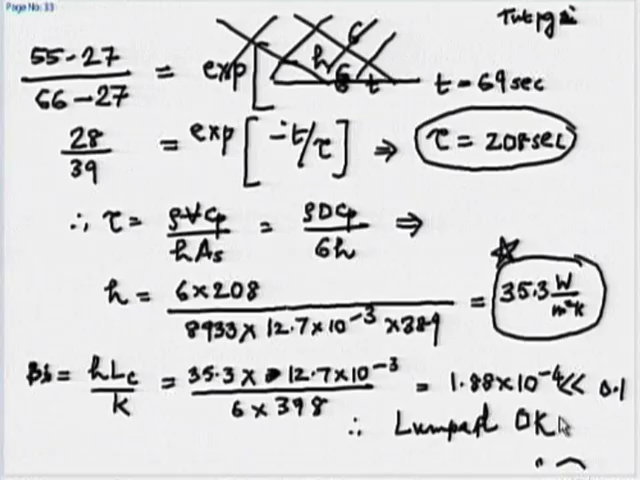 Page No: 33
Tut pg
55-27 / 66-27 = exp[ t = 69 sec
28/39 = exp[-t/τ] ⇒ τ = 208 sec
∴ τ = ρVCp/hAs = ρDCp/6h ⇒
h = 6×208 / 8933×12.7×10⁻³×389 = 35.3 W/m²K
Bi = hLc/k = 35.3×12.7×10⁻³ / 6×398 = 1.88×10⁻⁴ << 0.1
∴ Lumped OK